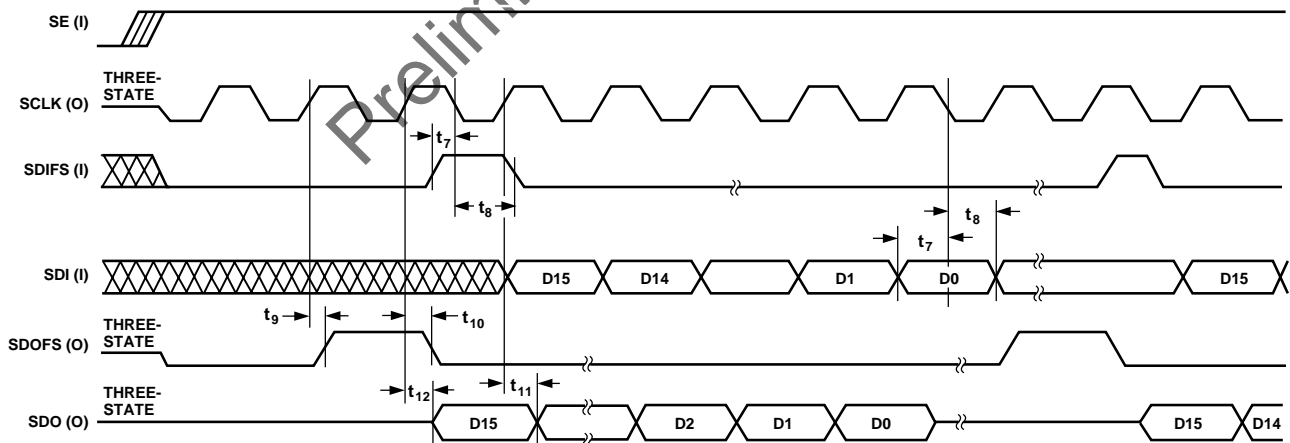 SE (I)
THREE-
STATE
SCLK (O)
t7
SDIFS (I)
t8
t8
t7
SDI (I)
D15
D14
D1
D0
D15
t9
THREE-
STATE
t10
SDOFS (O)
t12
t11
THREE-
STATE
SDO (O)
D15
D2
D1
D0
D15
D14
Prelimi